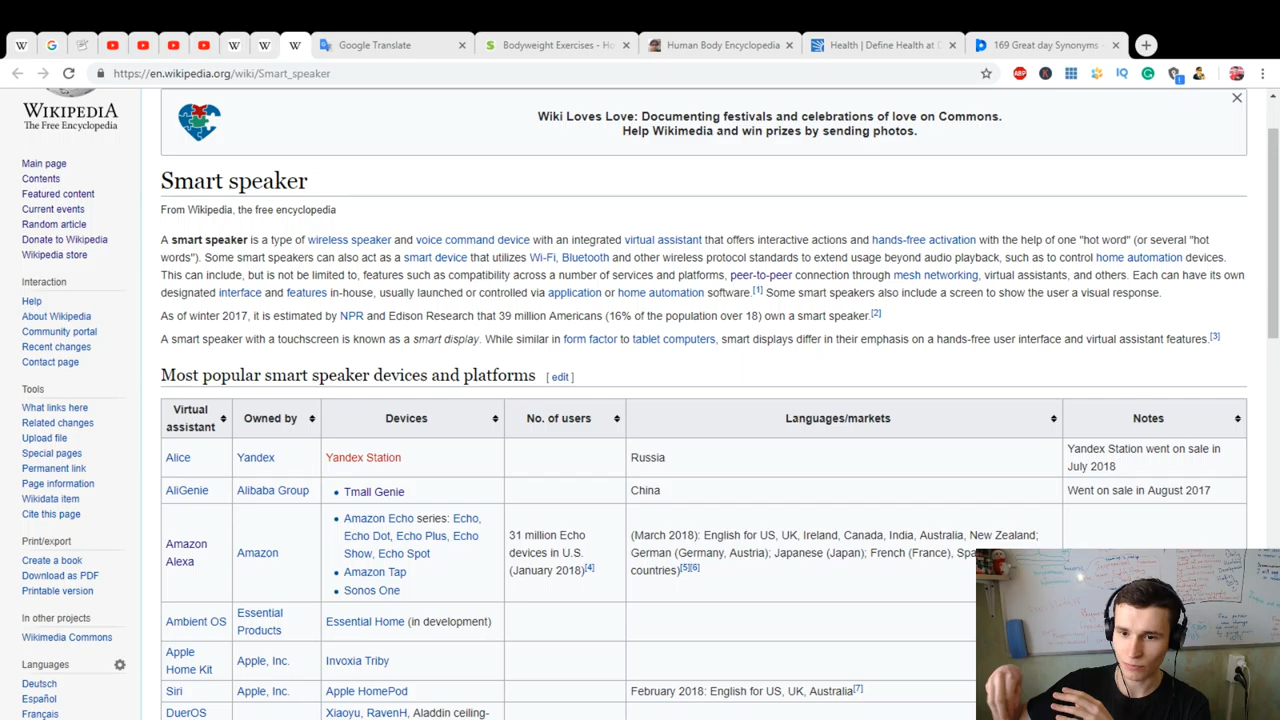 Google Translate
Bodyweight Exercises - Ho
Human Body Encyclopedia
Health | Define Health at D
169 Great day Synonyms -
https://en.wikipedia.org/wiki/Smart_speaker
WIKIPEDIA
The Free Encyclopedia
Main page
Contents
Featured content
Current events
Random article
Donate to Wikipedia
Wikipedia store
Interaction
Help
About Wikipedia
Community portal
Recent changes
Contact page
Tools
What links here
Related changes
Upload file
Special pages
Permanent link
Page information
Wikidata item
Cite this page
Print/export
Create a book
Download as PDF
Printable version
In other projects
Wikimedia Commons
Languages
Deutsch
Español
Français
Wiki Loves Love: Documenting festivals and celebrations of love on Commons.
Help Wikimedia and win prizes by sending photos.
Smart speaker
From Wikipedia, the free encyclopedia
A smart speaker is a type of wireless speaker and voice command device with an integrated virtual assistant that offers interactive actions and hands-free activation with the help of one "hot word" (or several "hot
words"). Some smart speakers can also act as a smart device that utilizes Wi-Fi, Bluetooth and other wireless protocol standards to extend usage beyond audio playback, such as to control home automation devices.
This can include, but is not be limited to, features such as compatibility across a number of services and platforms, peer-to-peer connection through mesh networking, virtual assistants, and others. Each can have its own
designated interface and features in-house, usually launched or controlled via application or home automation software.[1] Some smart speakers also include a screen to show the user a visual response.
As of winter 2017, it is estimated by NPR and Edison Research that 39 million Americans (16% of the population over 18) own a smart speaker.[2]
A smart speaker with a touchscreen is known as a smart display. While similar in form factor to tablet computers, smart displays differ in their emphasis on a hands-free user interface and virtual assistant features.[3]
Most popular smart speaker devices and platforms [ edit ]
Virtual
assistant
Owned by
Devices
No. of users
Languages/markets
Notes
Alice
Yandex
Yandex Station
Russia
Yandex Station went on sale in
July 2018
AliGenie
Alibaba Group
• Tmall Genie
China
Went on sale in August 2017
Amazon
Alexa
Amazon
• Amazon Echo series: Echo,
Echo Dot, Echo Plus, Echo
Show, Echo Spot
• Amazon Tap
• Sonos One
31 million Echo
devices in U.S.
(January 2018)[4]
(March 2018): English for US, UK, Ireland, Canada, India, Australia, New Zealand;
German (Germany, Austria); Japanese (Japan); French (France), Spa
countries)[5][6]
Ambient OS
Essential
Products
Essential Home (in development)
Apple
Home Kit
Apple, Inc.
Invoxia Triby
Siri
Apple, Inc.
Apple HomePod
February 2018: English for US, UK, Australia[7]
DuerOS
Xiaoyu, RavenH, Aladdin ceiling-